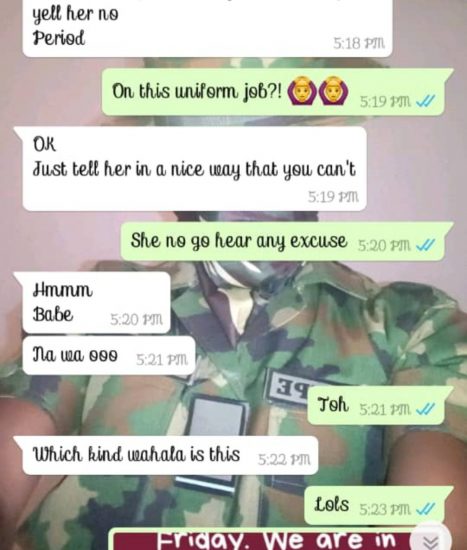 yell her no
Period
5:18 PM
On this uniform job?! 🙆🙆
5:19 PM
OK
Just tell her in a nice way that you can't
5:19 PM
She no go hear any excuse 5:20 PM
Hmmm
Babe 5:20 PM
Na wa ooo 5:21 PM
Toh 5:21 PM
Which kind wahala is this 5:22 PM
Lols 5:23 PM
Friday. We are in